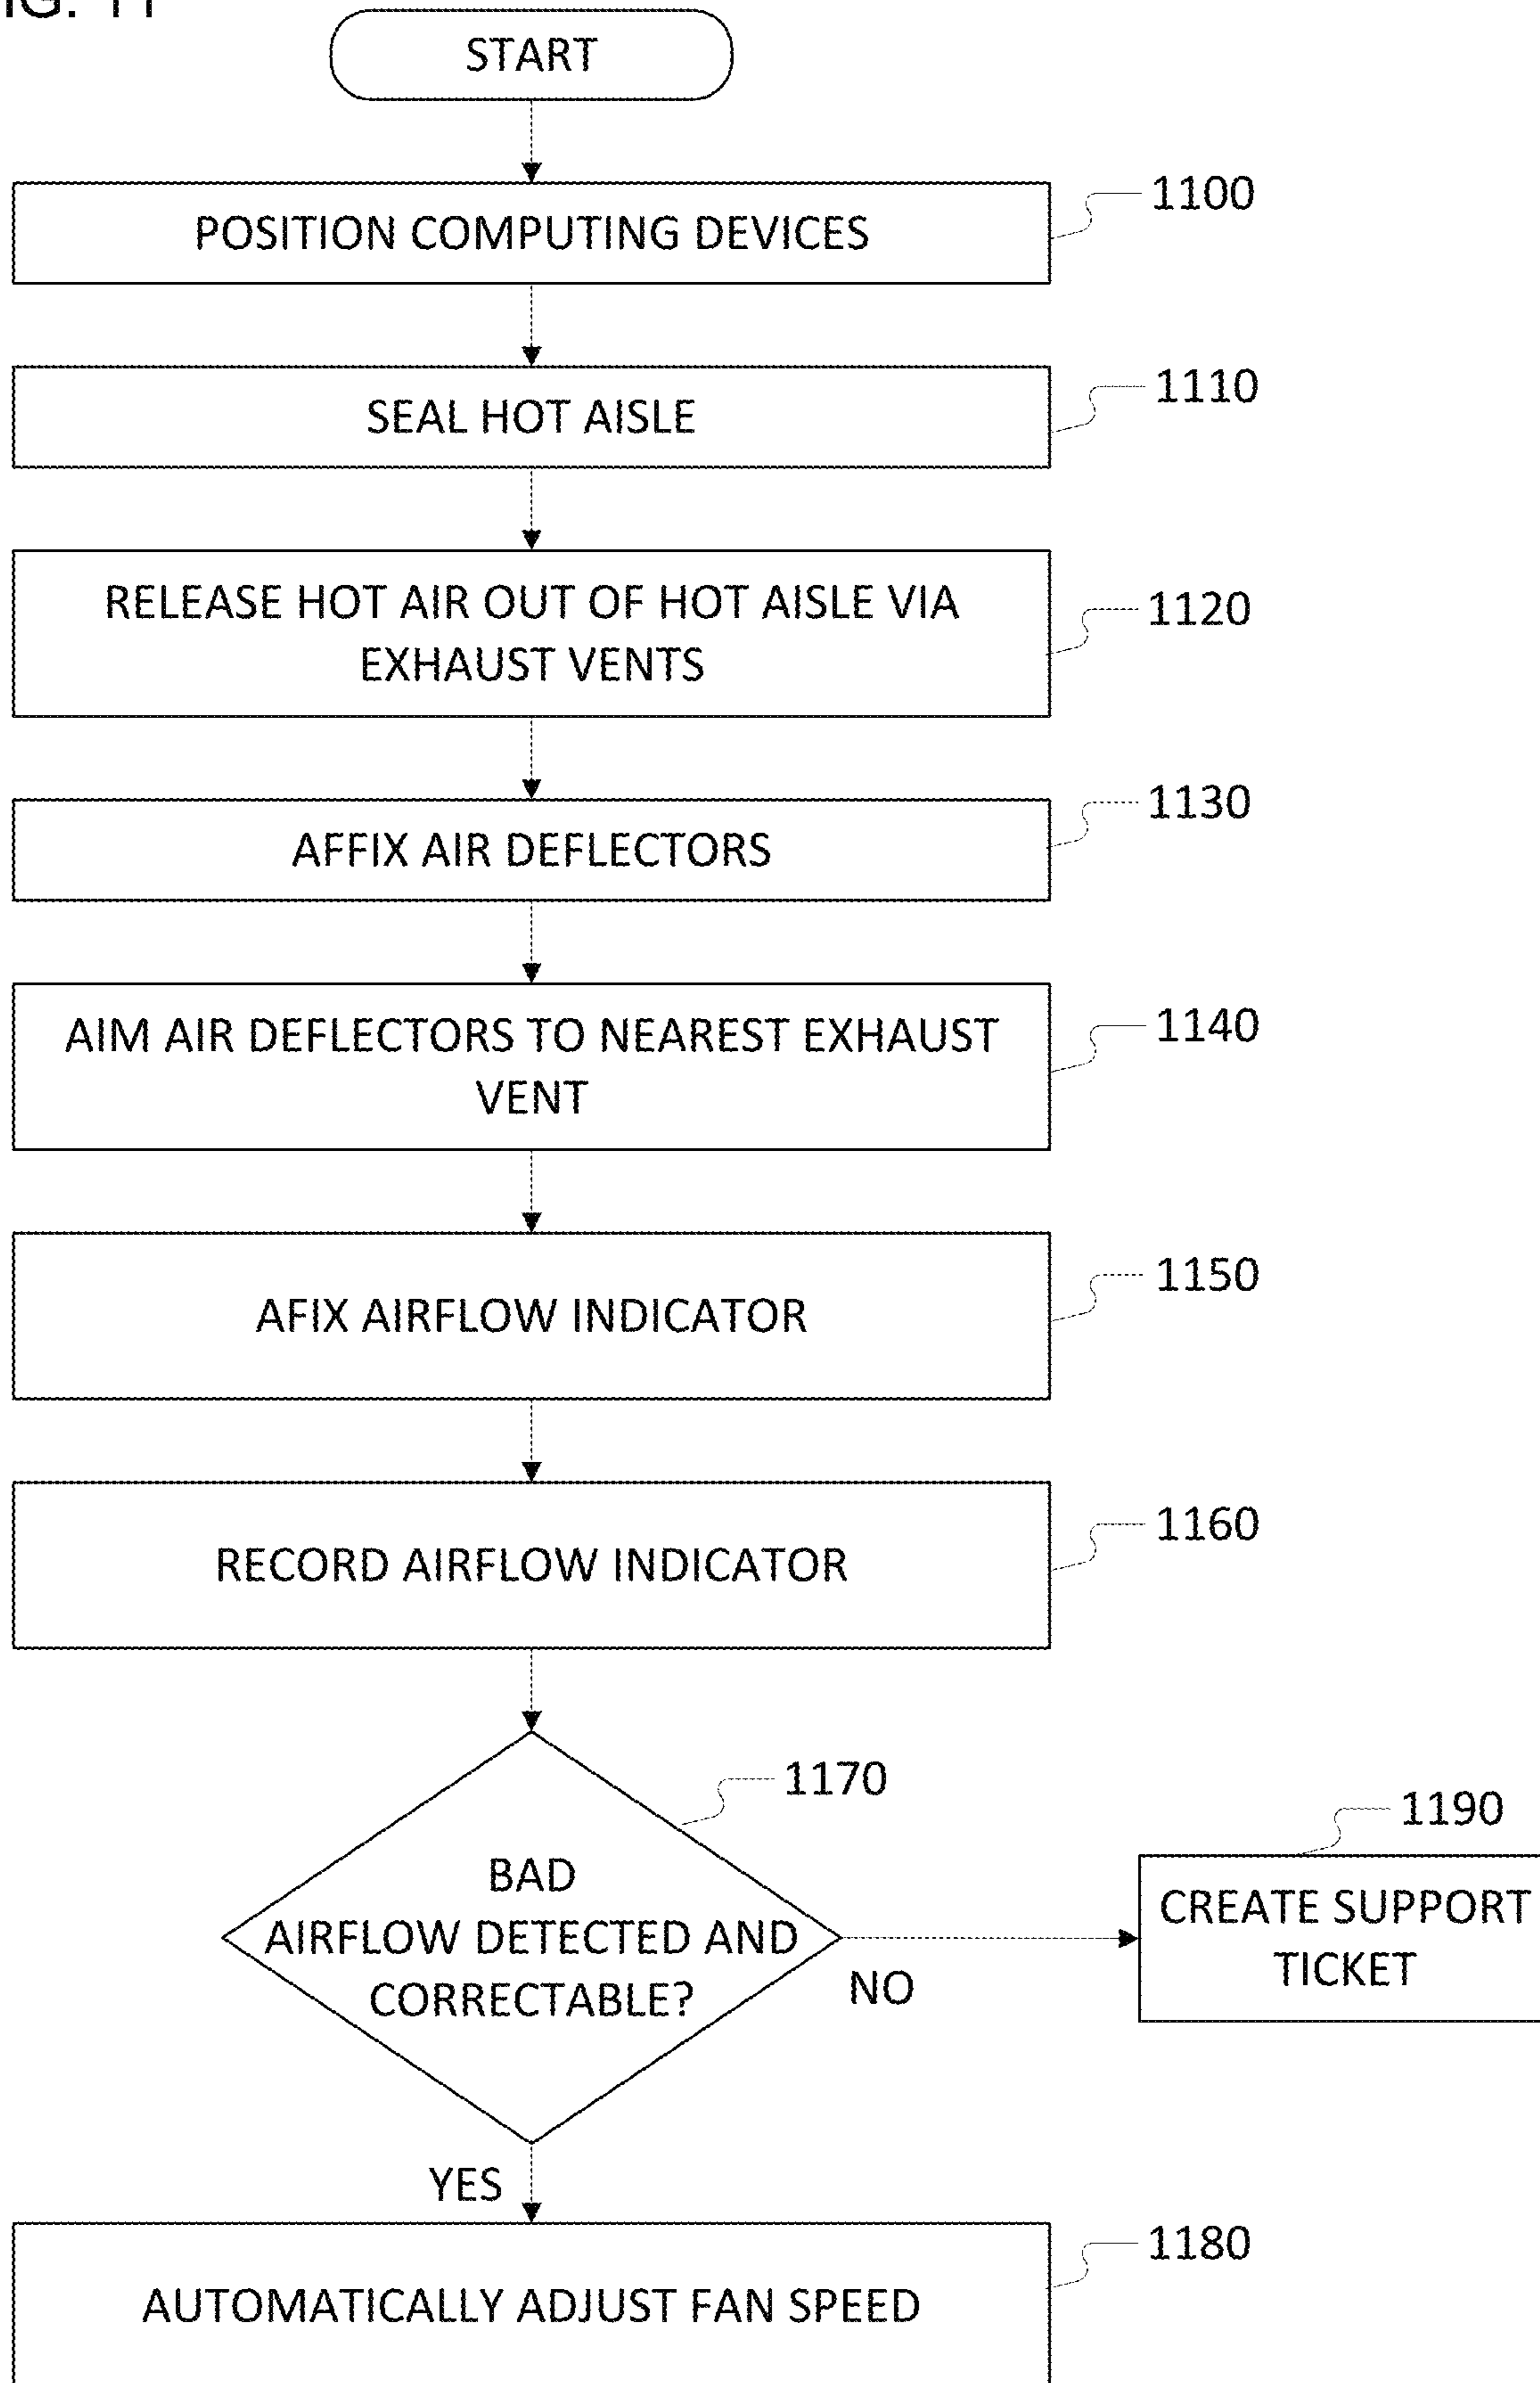 FIG. 11
START
POSITION COMPUTING DEVICES
1100
SEAL HOT AISLE
1110
RELEASE HOT AIR OUT OF HOT AISLE VIA
EXHAUST VENTS
1120
AFFIX AIR DEFLECTORS
1130
AIM AIR DEFLECTORS TO NEAREST EXHAUST
VENT
1140
AFIX AIRFLOW INDICATOR
1150
RECORD AIRFLOW INDICATOR
1160
1170
BAD
AIRFLOW DETECTED AND
CORRECTABLE?
NO
1190
CREATE SUPPORT
TICKET
YES
1180
AUTOMATICALLY ADJUST FAN SPEED